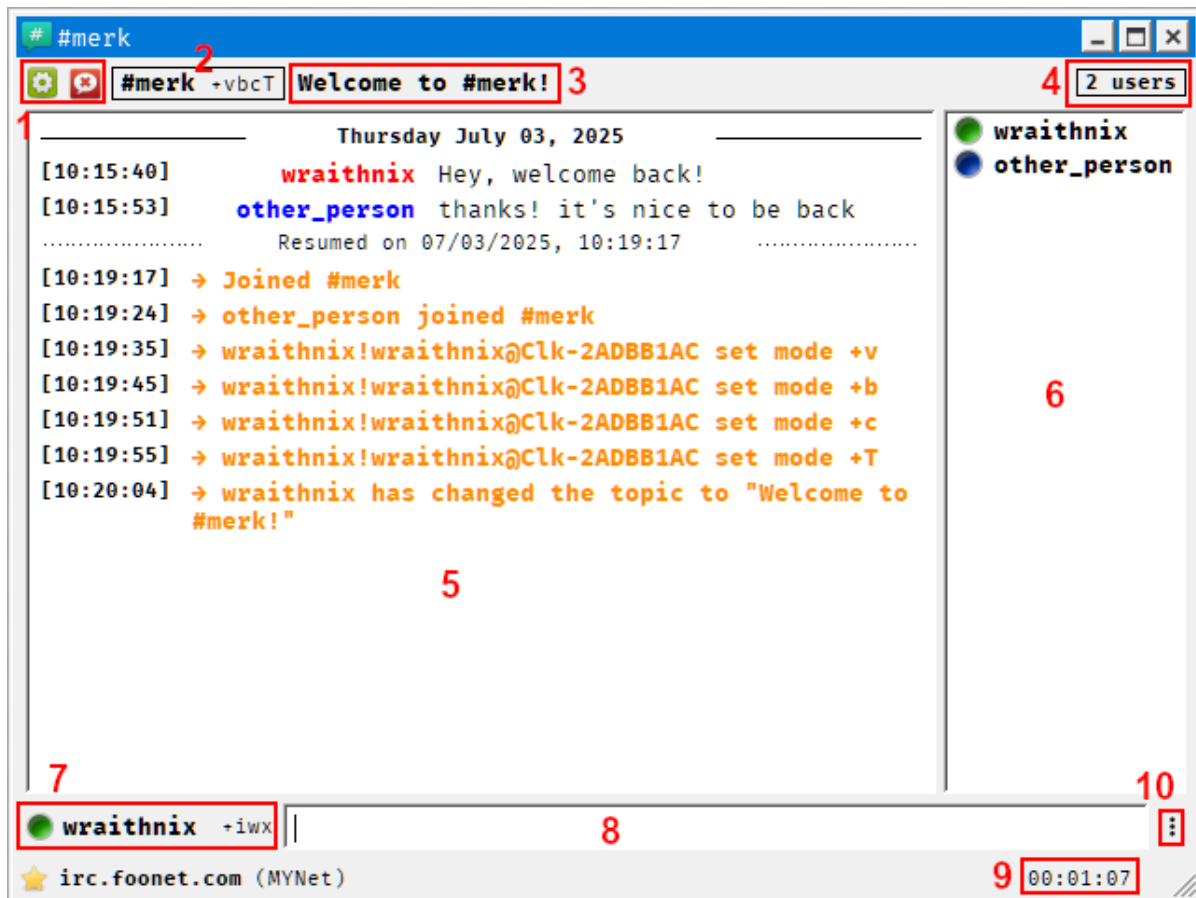 #merk
2
#merk +vbcT Welcome to #merk! 3 4 2 users
1
Thursday July 03, 2025
[10:15:40] wraithnix Hey, welcome back!
[10:15:53] other_person thanks! it's nice to be back
Resumed on 07/03/2025, 10:19:17
[10:19:17] → Joined #merk
[10:19:24] → other_person joined #merk
[10:19:35] → wraithnix!wraithnix@Clk-2ADBB1AC set mode +v
[10:19:45] → wraithnix!wraithnix@Clk-2ADBB1AC set mode +b
[10:19:51] → wraithnix!wraithnix@Clk-2ADBB1AC set mode +c
[10:19:55] → wraithnix!wraithnix@Clk-2ADBB1AC set mode +T
[10:20:04] → wraithnix has changed the topic to "Welcome to
#merk!"
5
wraithnix
other_person
6
7
10
wraithnix +iwx 8
irc.foonet.com (MYNet) 9 00:01:07